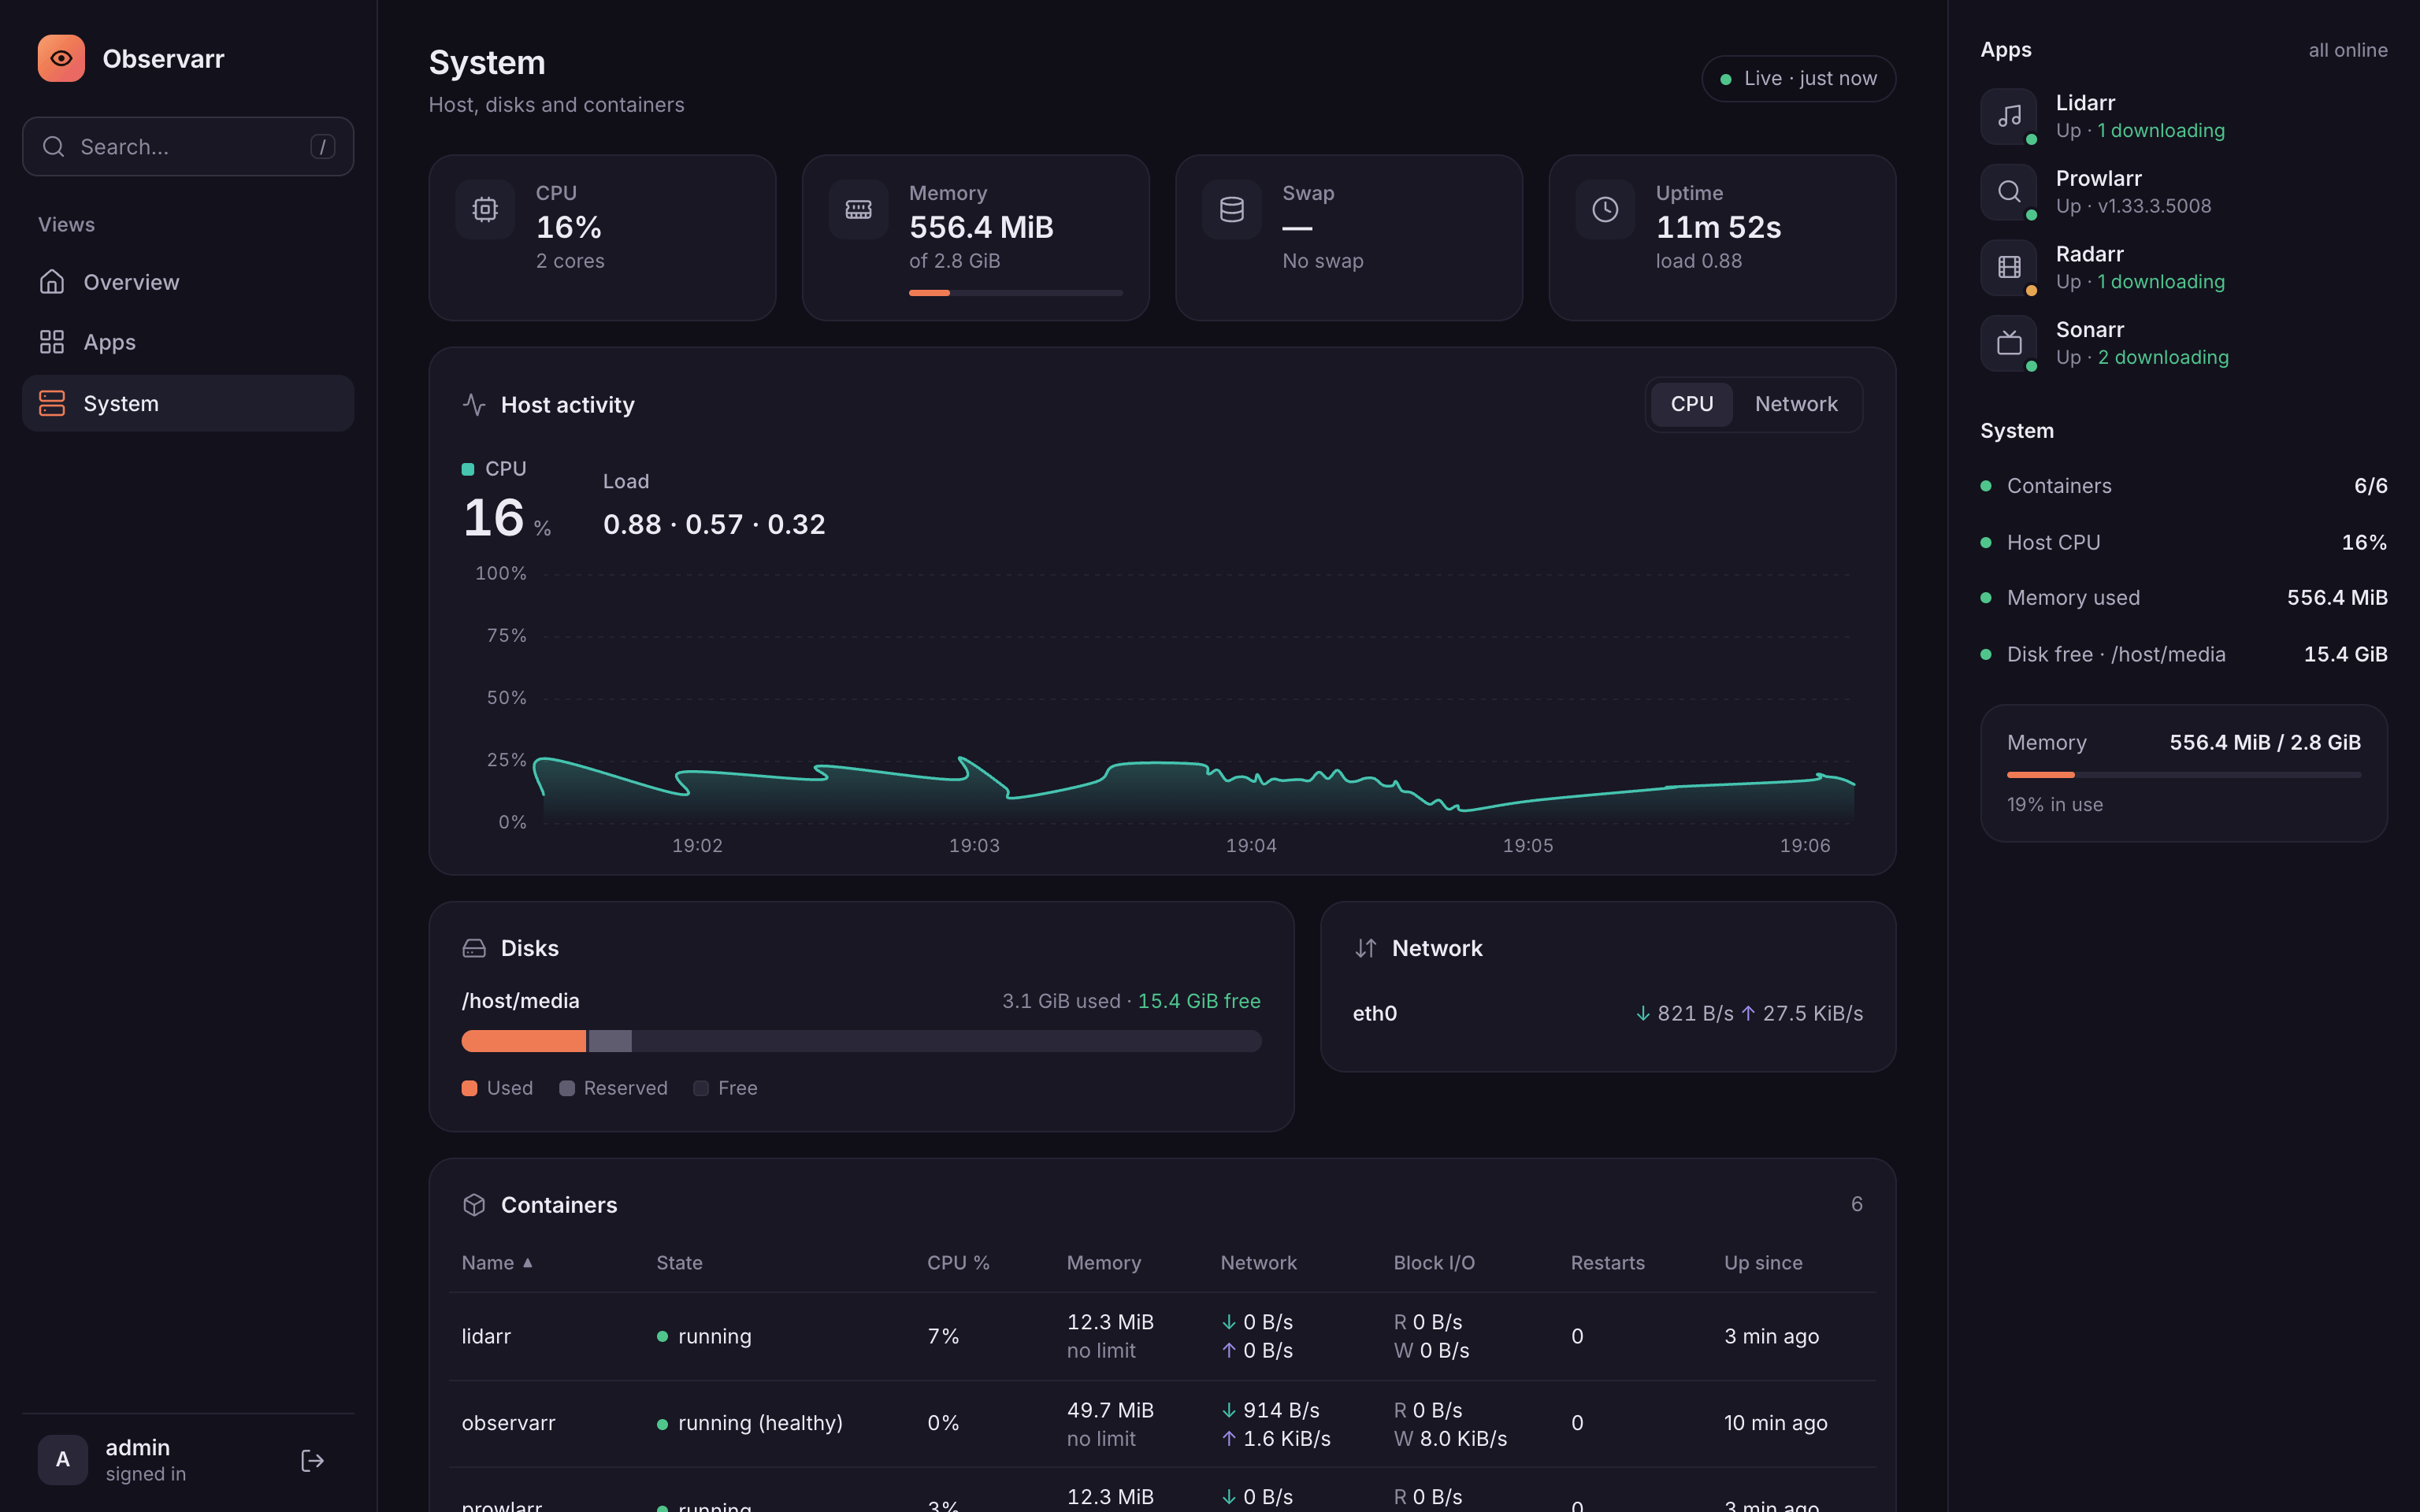 Observarr
Search...
/
Views
Overview
Apps
System
A
admin
signed in
System
Host, disks and containers
Live · just now
CPU
16%
2 cores
Memory
556.4 MiB
of 2.8 GiB
Swap
—
No swap
Uptime
11m 52s
load 0.88
Host activity
CPU
Network
CPU
16 %
Load
0.88 · 0.57 · 0.32
100%
75%
50%
25%
0%
19:02 19:03 19:04 19:05 19:06
Disks
/host/media
3.1 GiB used · 15.4 GiB free
Used Reserved Free
Network
eth0
↓ 821 B/s ↑ 27.5 KiB/s
Containers
6
Name ▲ State CPU % Memory Network Block I/O Restarts Up since
lidarr running 7% 12.3 MiB ↓ 0 B/s R 0 B/s 0 3 min ago
no limit ↑ 0 B/s W 0 B/s
observarr running (healthy) 0% 49.7 MiB ↓ 914 B/s R 0 B/s 0 10 min ago
no limit ↑ 1.6 KiB/s W 8.0 KiB/s
prowlarr running 3% 12.3 MiB ↓ 0 B/s R 0 B/s 0 3 min ago
Apps
all online
Lidarr
Up · 1 downloading
Prowlarr
Up · v1.33.3.5008
Radarr
Up · 1 downloading
Sonarr
Up · 2 downloading
System
Containers 6/6
Host CPU 16%
Memory used 556.4 MiB
Disk free · /host/media 15.4 GiB
Memory 556.4 MiB / 2.8 GiB
19% in use